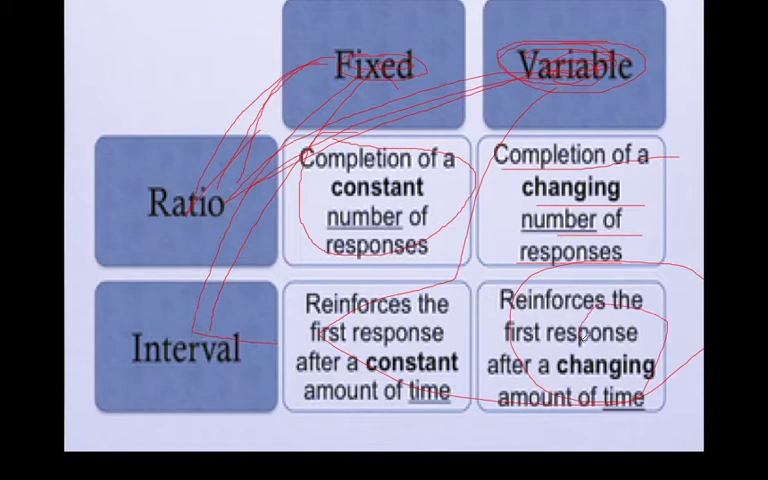 Fixed
Variable
Ratio
Completion of a
constant
number of
responses
Completion of a
changing
number of
responses
Interval
Reinforces the
first response
after a constant
amount of time
Reinforces the
first response
after a changing
amount of time